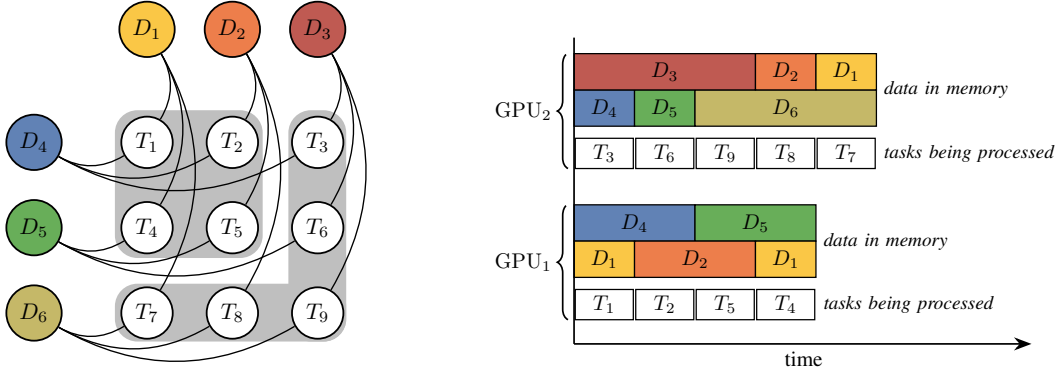 D1 D2 D3
D4 T1 T2 T3
D5 T4 T5 T6
D6 T7 T8 T9
GPU2
D3 D2 D1
D4 D5 D6
data in memory
T3 T6 T9 T8 T7
tasks being processed
GPU1
D4 D5
D1 D2 D1
data in memory
T1 T2 T5 T4
tasks being processed
time